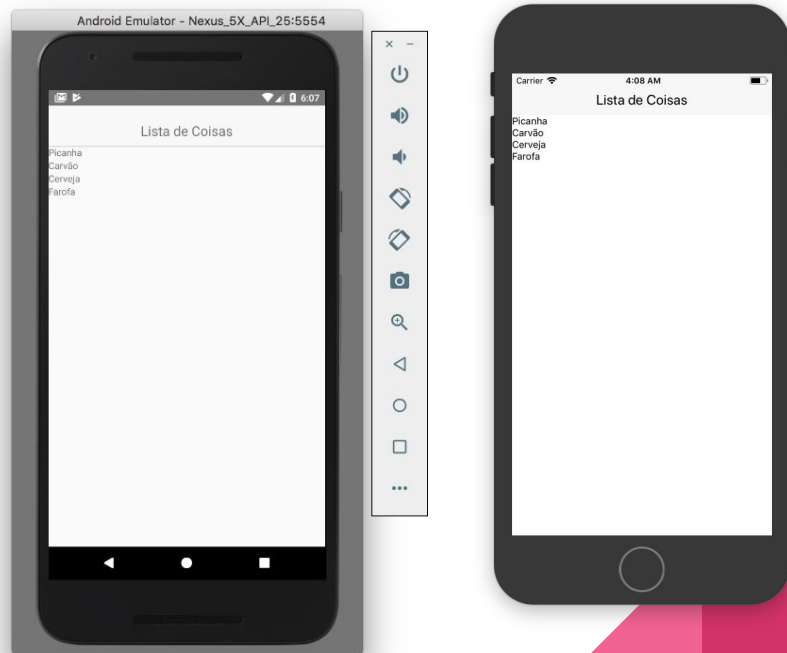 Android Emulator - Nexus_5X_API_25:5554
6:07
Lista de Coisas
Picanha
Carvão
Cerveja
Farofa
Carrier
4:08 AM
Lista de Coisas
Picanha
Carvão
Cerveja
Farofa